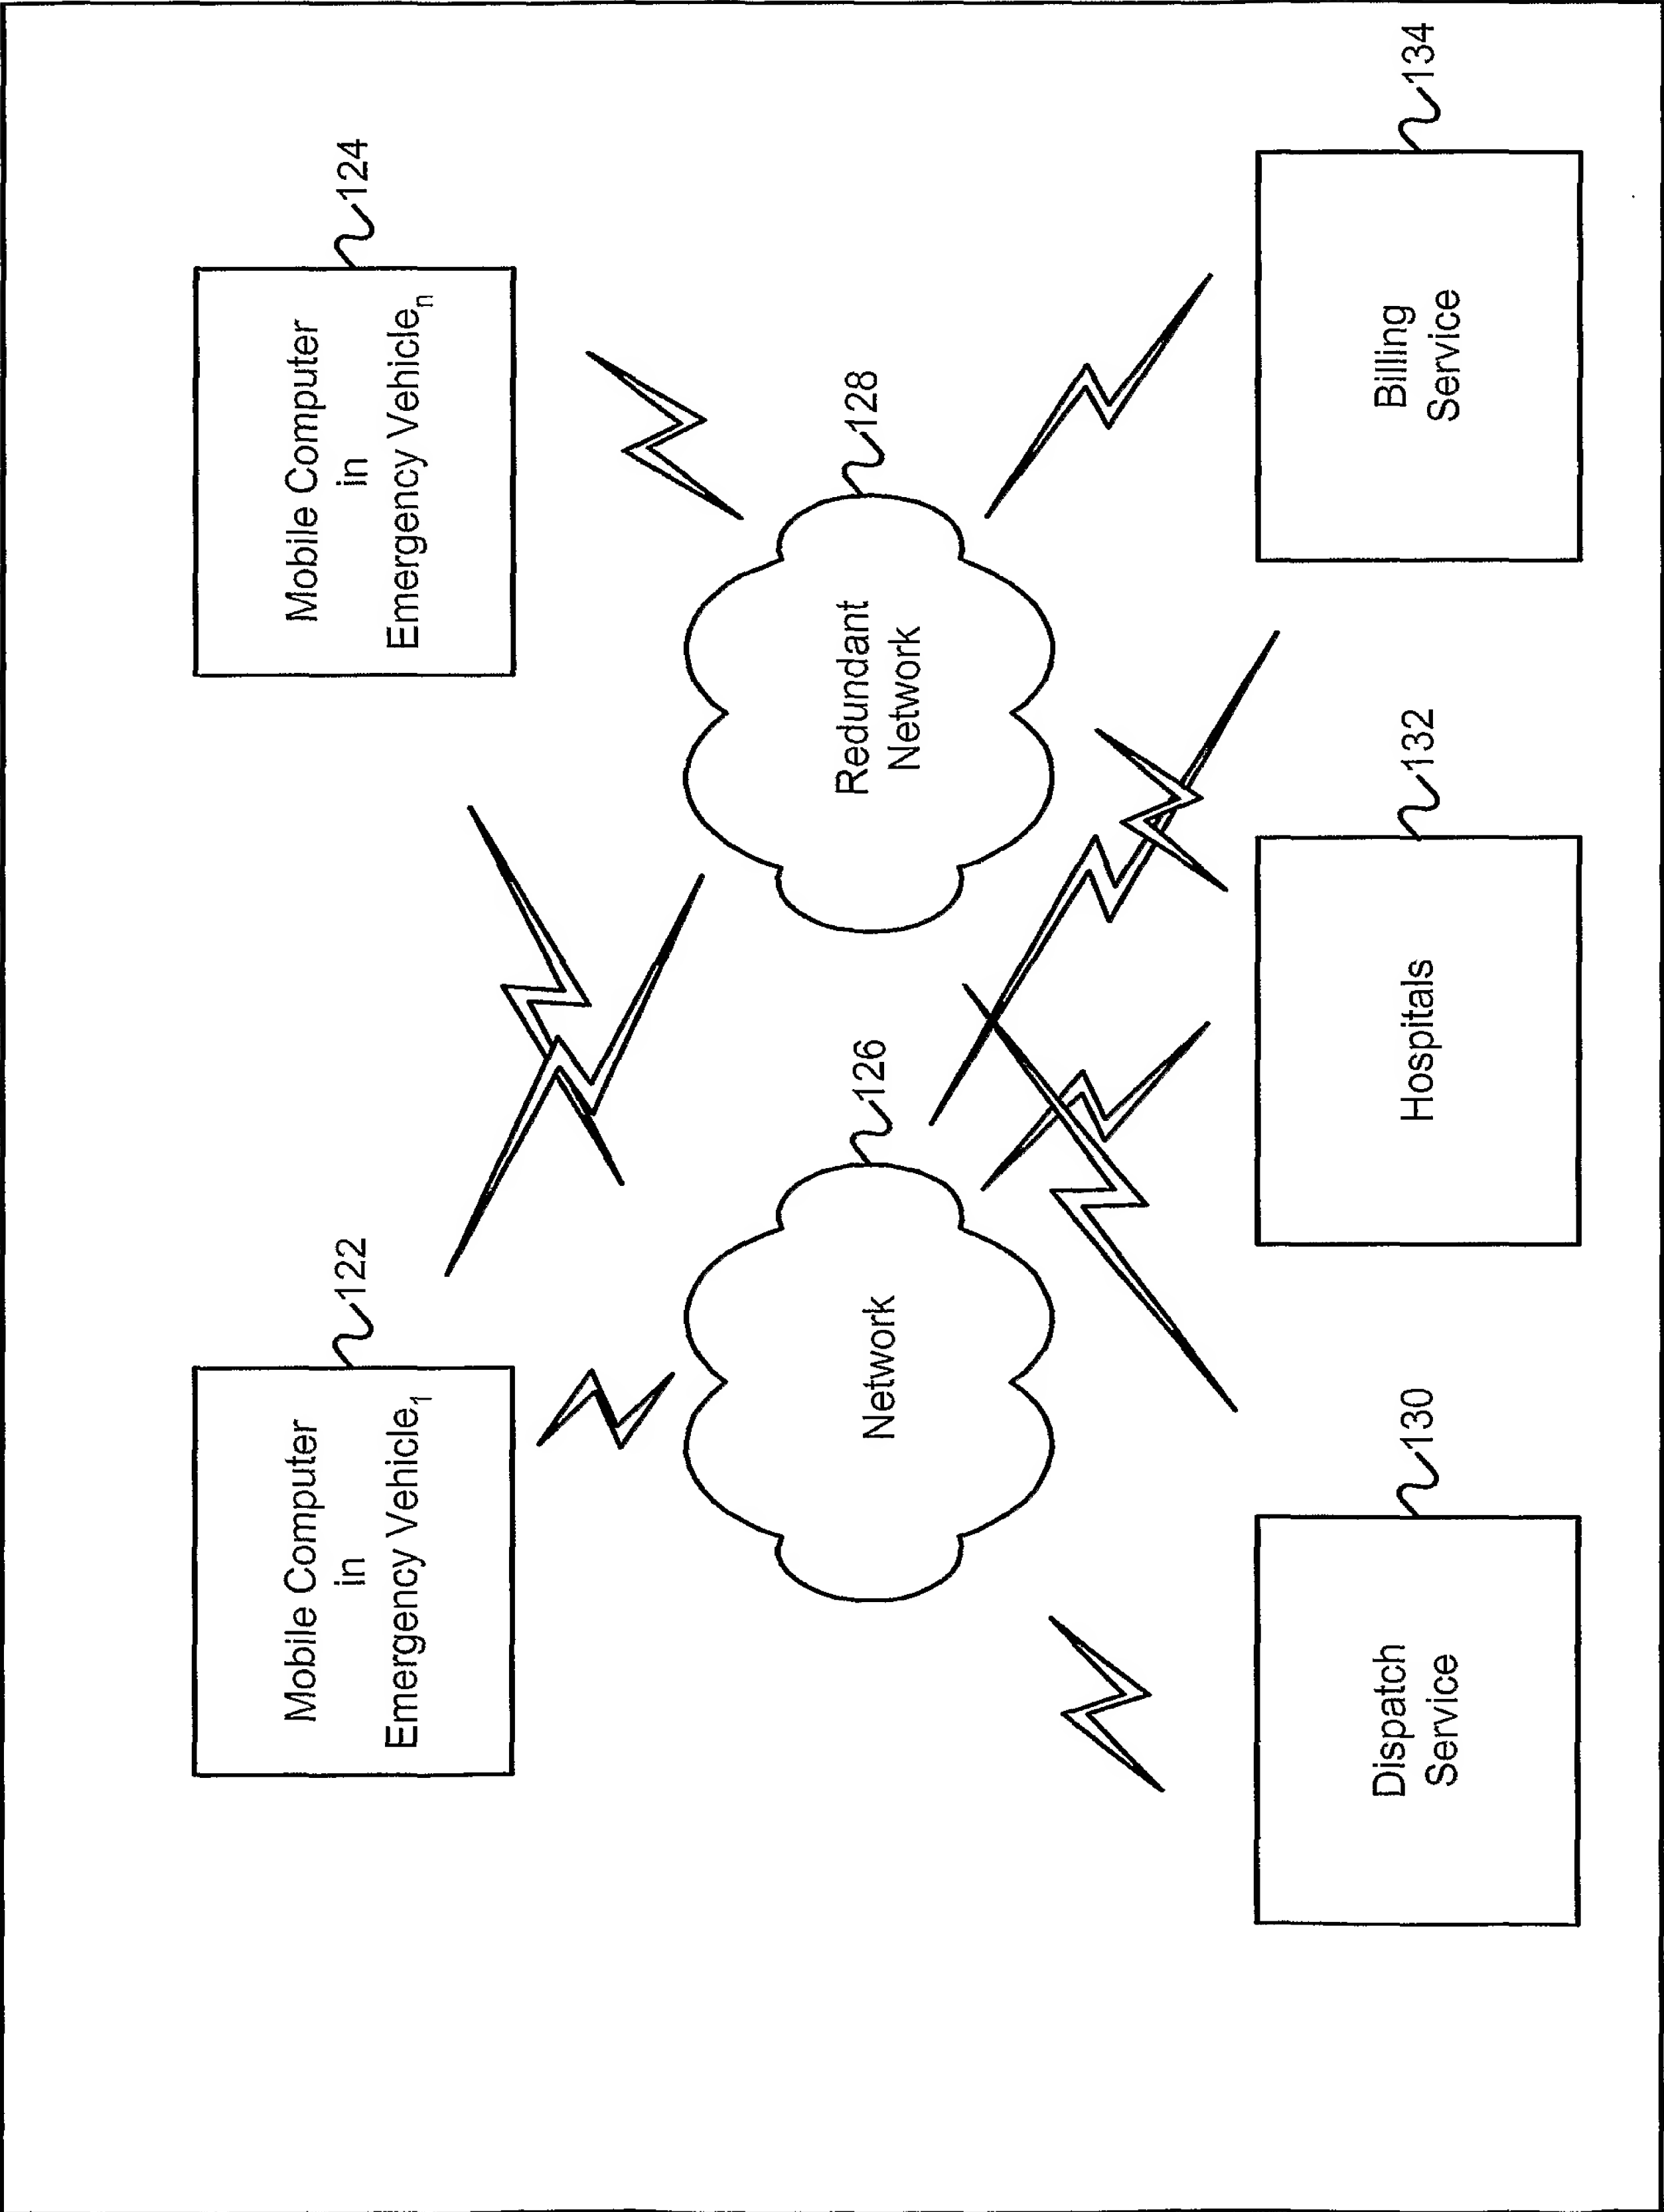 122
Mobile Computer
in
Emergency Vehicle1
124
Mobile Computer
in
Emergency Vehiclen
126
Network
128
Redundant
Network
130
Dispatch
Service
132
Hospitals
134
Billing
Service